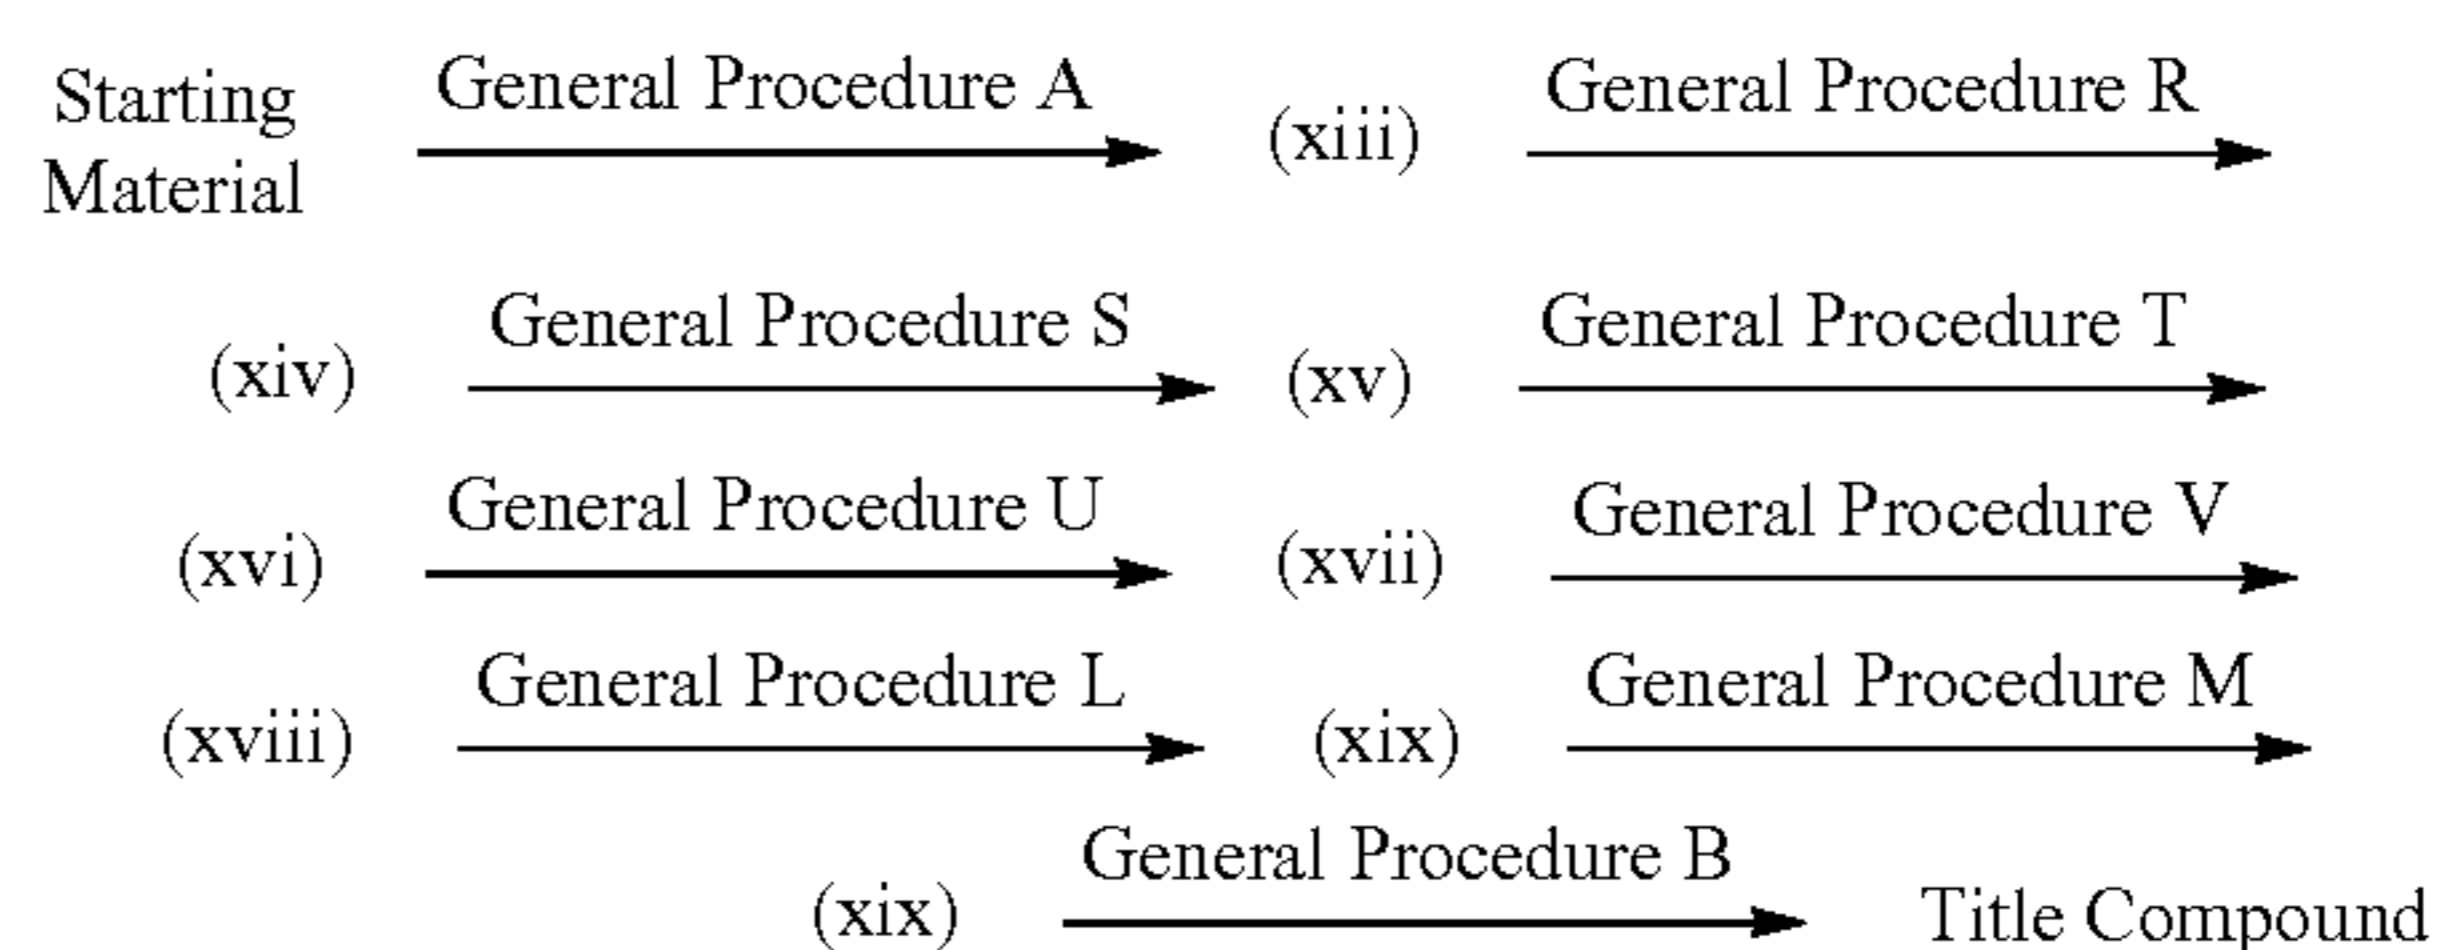 Starting
Material
General Procedure A
(xiii)
General Procedure R
(xiv)
General Procedure S
(xv)
General Procedure T
(xvi)
General Procedure U
(xvii)
General Procedure V
(xviii)
General Procedure L
(xix)
General Procedure M
(xix)
General Procedure B
Title Compound